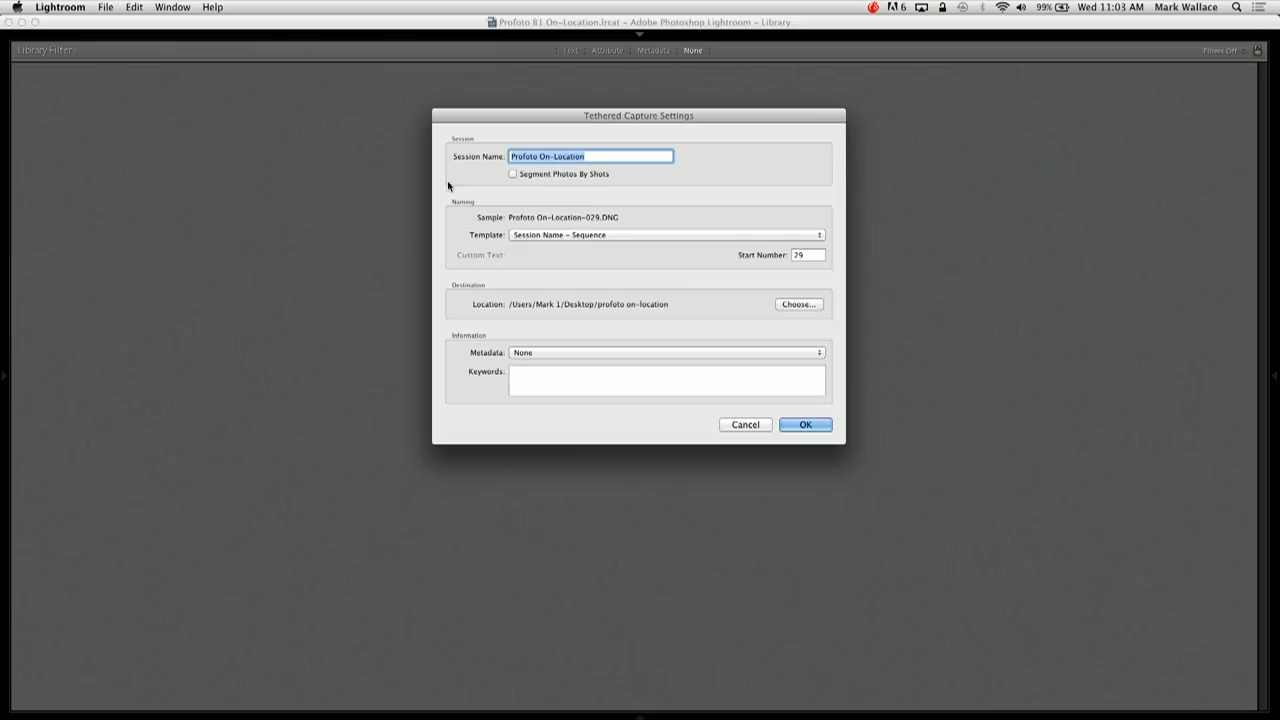 Lightroom File Edit Window Help 6 99% Wed 11:03 AM Mark Wallace
Profoto B1 On-Location.lrcat – Adobe Photoshop Lightroom – Library
Library Filter: Text Attribute Metadata None Filters Off
Tethered Capture Settings
Session
Session Name: Profoto On-Location
Segment Photos By Shots
Naming
Sample: Profoto On-Location-029.DNG
Template: Session Name - Sequence
Custom Text: Start Number: 29
Destination
Location: /Users/Mark 1/Desktop/profoto on-location Choose...
Information
Metadata: None
Keywords:
Cancel OK